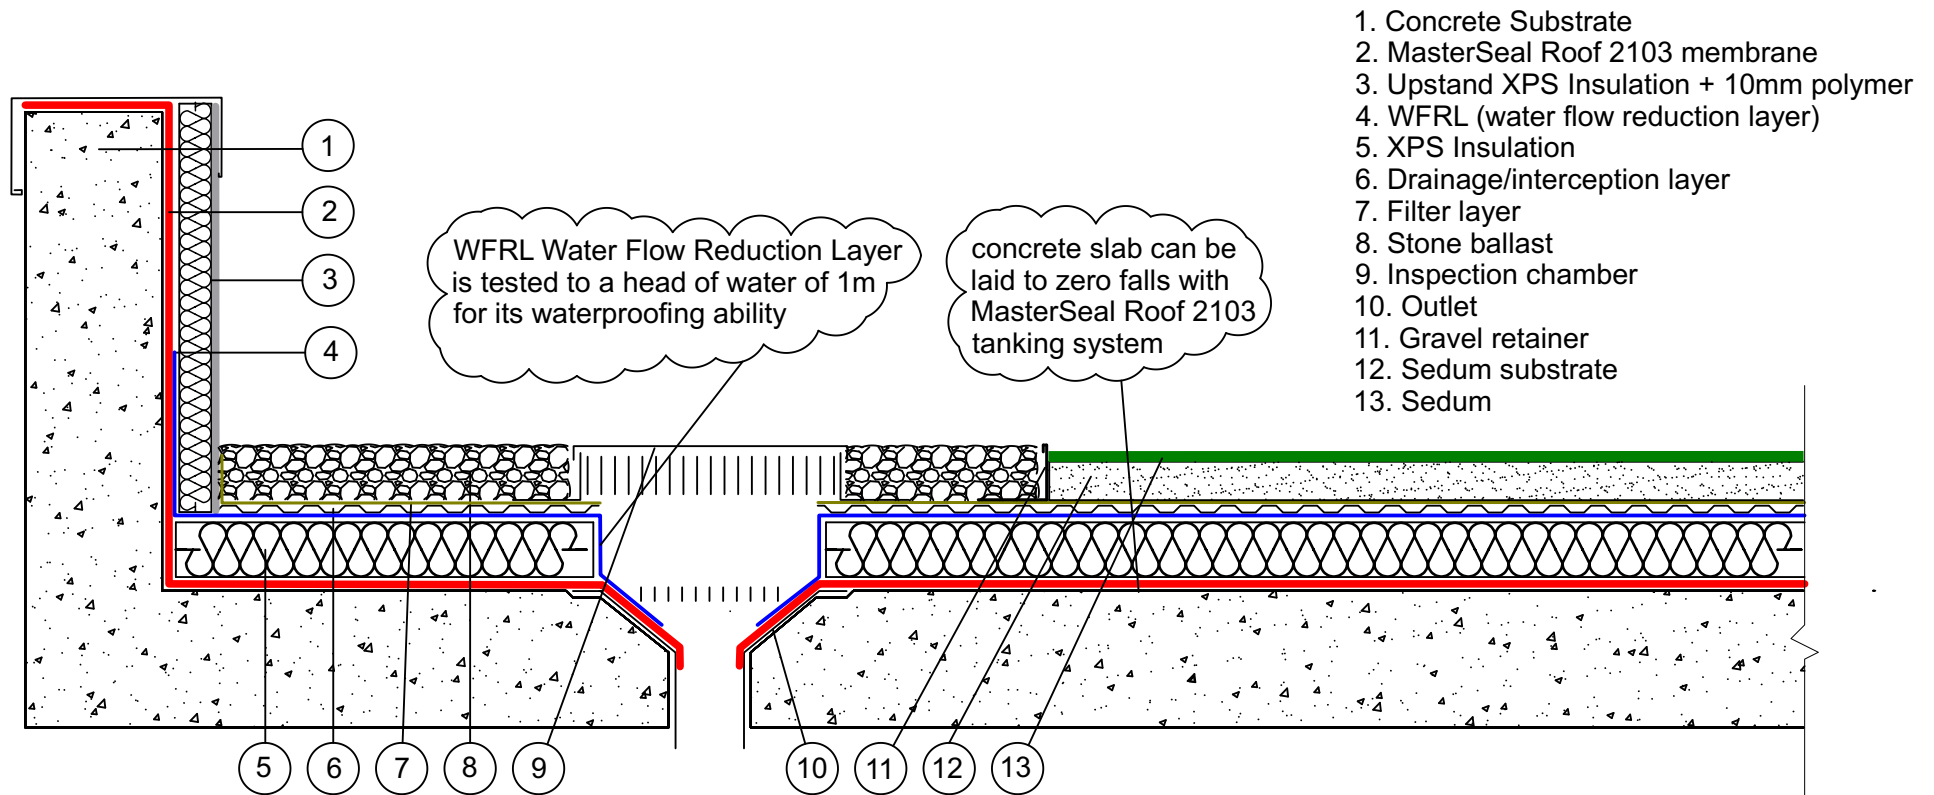 1. Concrete Substrate
2. MasterSeal Roof 2103 membrane
3. Upstand XPS Insulation + 10mm polymer
4. WFRL (water flow reduction layer)
5. XPS Insulation
6. Drainage/interception layer
7. Filter layer
8. Stone ballast
9. Inspection chamber
10. Outlet
11. Gravel retainer
12. Sedum substrate
13. Sedum
1
2
3
4
WFRL Water Flow Reduction Layer
is tested to a head of water of 1m
for its waterproofing ability
concrete slab can be
laid to zero falls with
MasterSeal Roof 2103
tanking system
5 6 7 8 9 10 11 12 13